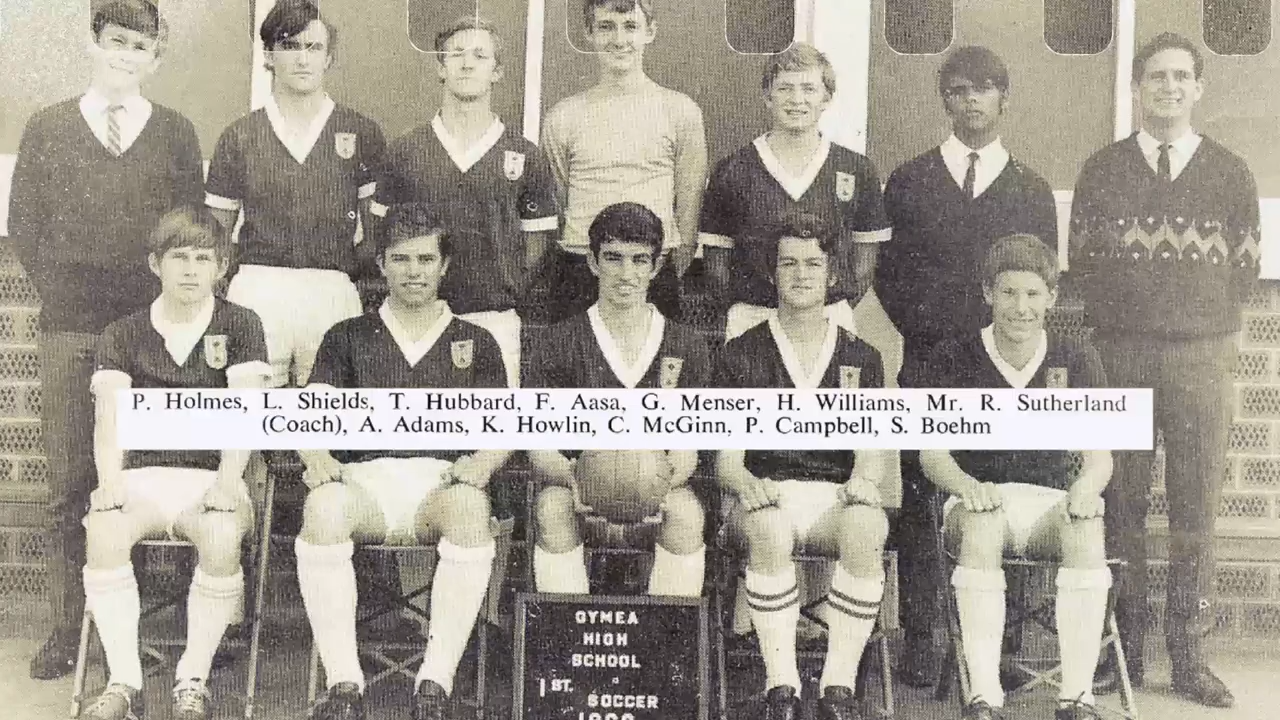 P. Holmes, L. Shields, T. Hubbard, F. Aasa, G. Menser, H. Williams, Mr. R. Sutherland
(Coach), A. Adams, K. Howlin, C. McGinn, P. Campbell, S. Boehm
GYMEA
HIGH
SCHOOL
1ST.
SOCCER